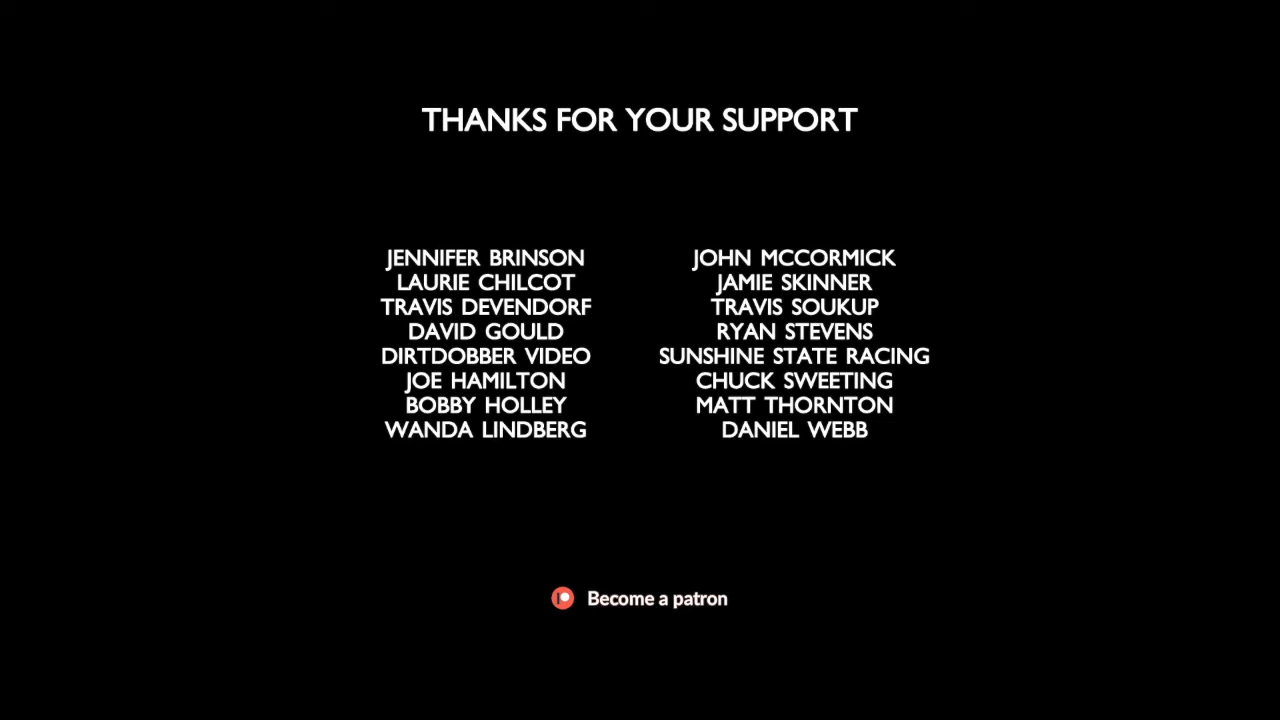 THANKS FOR YOUR SUPPORT
JENNIFER BRINSON
LAURIE CHILCOT
TRAVIS DEVENDORF
DAVID GOULD
DIRTDOBBER VIDEO
JOE HAMILTON
BOBBY HOLLEY
WANDA LINDBERG
JOHN MCCORMICK
JAMIE SKINNER
TRAVIS SOUKUP
RYAN STEVENS
SUNSHINE STATE RACING
CHUCK SWEETING
MATT THORNTON
DANIEL WEBB
Become a patron